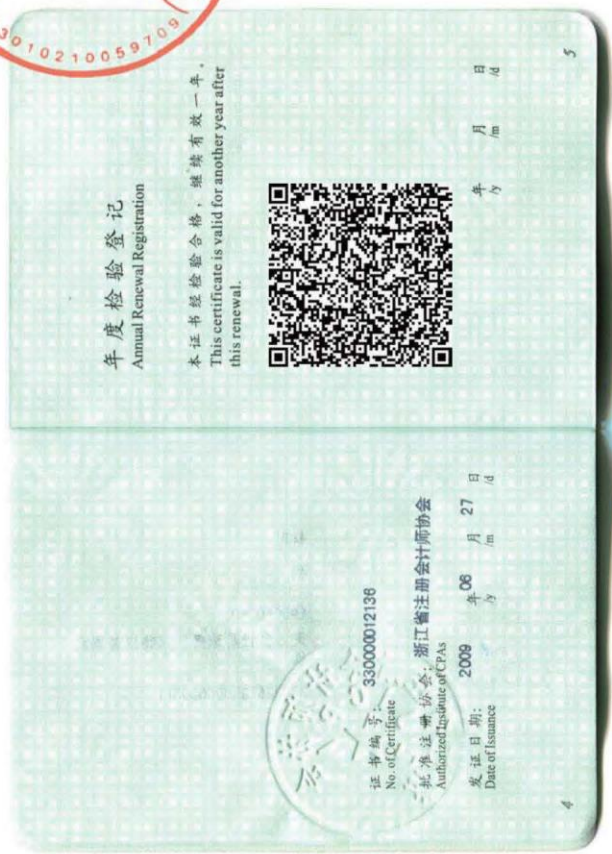 证书编号: 330000012136
No. of Certificate
批准注册协会: 浙江省注册会计师协会
Authorized Institute of CPAs
发证日期: 2009 年 06 月 27 日
Date of Issuance /y /m /d
4
年度检验登记
Annual Renewal Registration
本证书经检验合格，继续有效一年。
This certificate is valid for another year after
this renewal.
年 月 日
/y /m /d
5
3010210059709